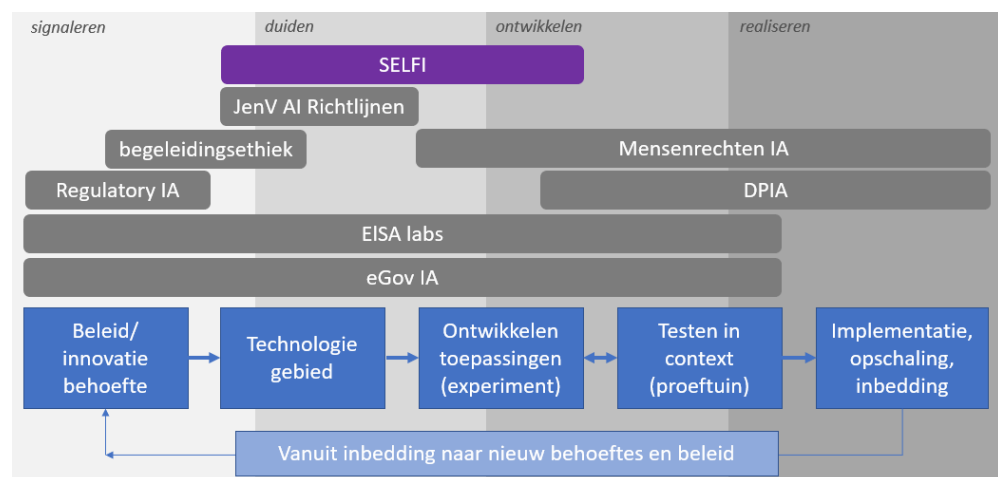 signaleren
duiden
ontwikkelen
realiseren
SELFI
JenV AI Richtlijnen
begeleidingsethiek
Mensenrechten IA
Regulatory IA
DPIA
ElSA labs
eGov IA
Beleid/
innovatie
behoefte
Technologie
gebied
Ontwikkelen
toepassingen
(experiment)
Testen in
context
(proeftuin)
Implementatie,
opschaling,
inbedding
Vanuit inbedding naar nieuw behoeftes en beleid